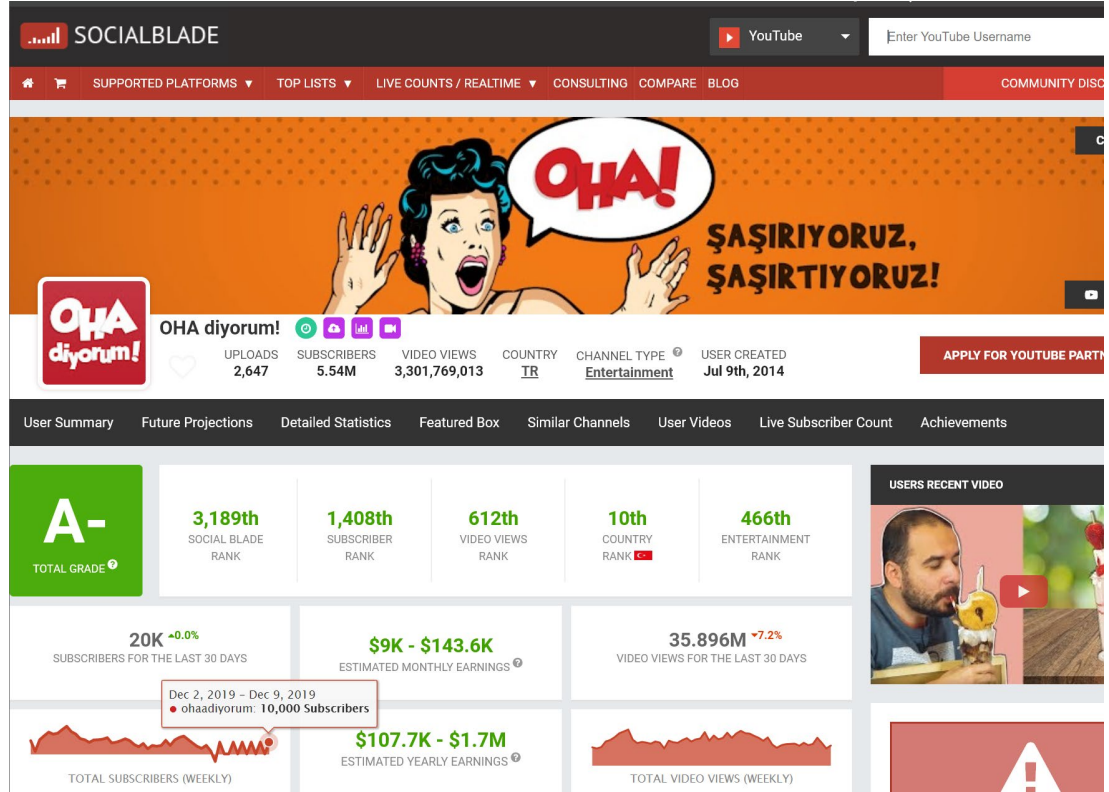 SOCIALBLADE
YouTube
Enter YouTube Username
SUPPORTED PLATFORMS ▼ TOP LISTS ▼ LIVE COUNTS / REALTIME ▼ CONSULTING COMPARE BLOG
COMMUNITY DISC
C
OHA!
ŞAŞIRIYORUZ,
ŞAŞIRTIYORUZ!
OHA
diyorum!
OHA diyorum!
UPLOADS SUBSCRIBERS VIDEO VIEWS COUNTRY CHANNEL TYPE ? USER CREATED
2,647 5.54M 3,301,769,013 TR Entertainment Jul 9th, 2014
APPLY FOR YOUTUBE PARTN
User Summary Future Projections Detailed Statistics Featured Box Similar Channels User Videos Live Subscriber Count Achievements
A-
TOTAL GRADE ?
3,189th 1,408th 612th 10th 466th
SOCIAL BLADE SUBSCRIBER VIDEO VIEWS COUNTRY ENTERTAINMENT
RANK RANK RANK RANK RANK
USERS RECENT VIDEO
20K 0.0%
SUBSCRIBERS FOR THE LAST 30 DAYS
$9K - $143.6K
ESTIMATED MONTHLY EARNINGS ?
35.896M 7.2%
VIDEO VIEWS FOR THE LAST 30 DAYS
Dec 2, 2019 – Dec 9, 2019
● ohaadiyorum: 10,000 Subscribers
TOTAL SUBSCRIBERS (WEEKLY)
$107.7K - $1.7M
ESTIMATED YEARLY EARNINGS ?
TOTAL VIDEO VIEWS (WEEKLY)